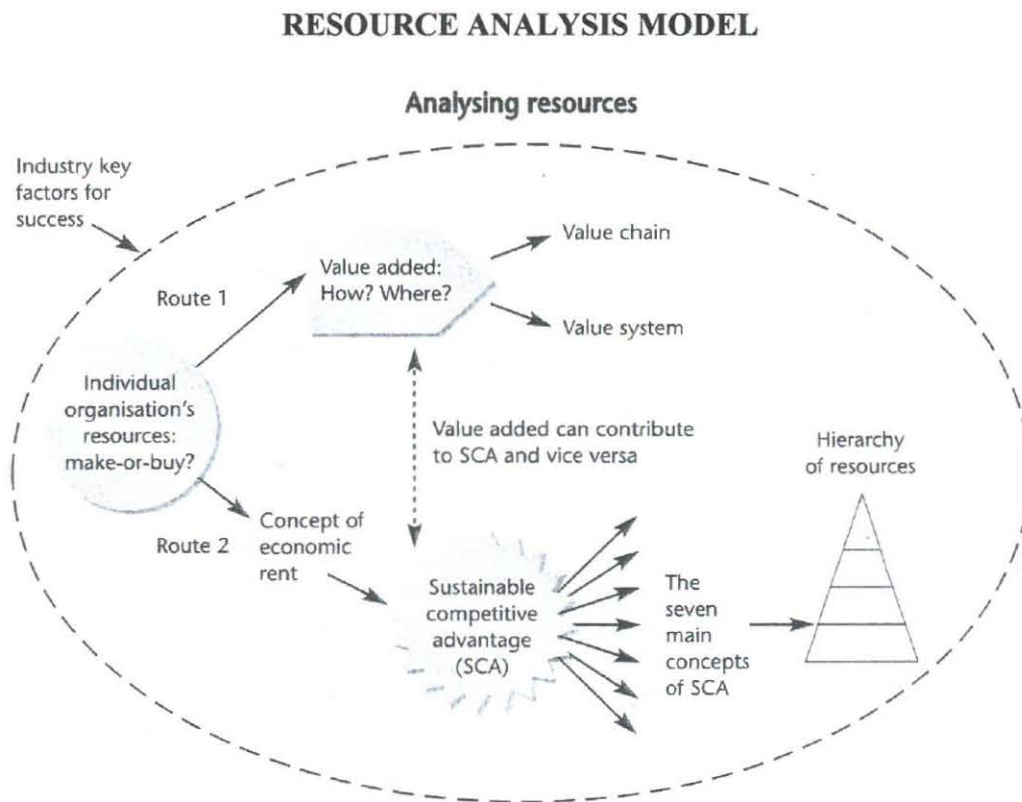 RESOURCE ANALYSIS MODEL
Analysing resources
Industry key
factors for
success
Route 1
Value added:
How? Where?
Value chain
Value system
Individual
organisation's
resources:
make-or-buy?
Value added can contribute
to SCA and vice versa
Hierarchy
of resources
Route 2
Concept of
economic
rent
Sustainable
competitive
advantage
(SCA)
The
seven
main
concepts
of SCA